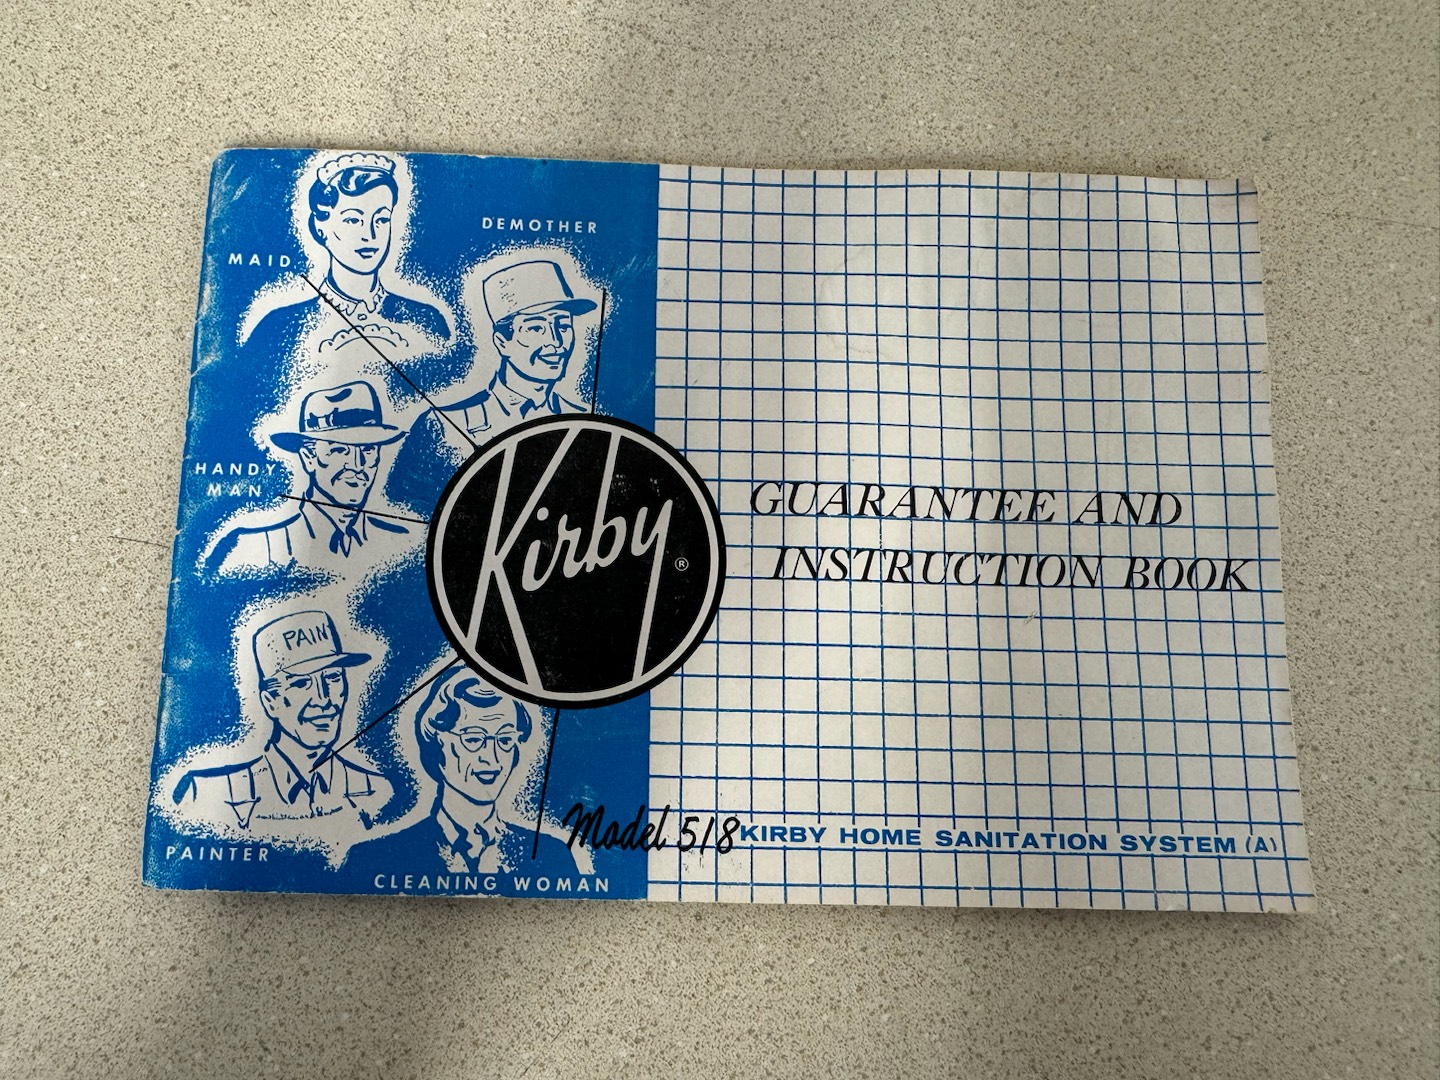 DEMOTHER
MAID
HANDY
MAN
Kirby®
GUARANTEE AND
INSTRUCTION BOOK
PAIN
PAINTER
Model 518 KIRBY HOME SANITATION SYSTEM (A)
CLEANING WOMAN